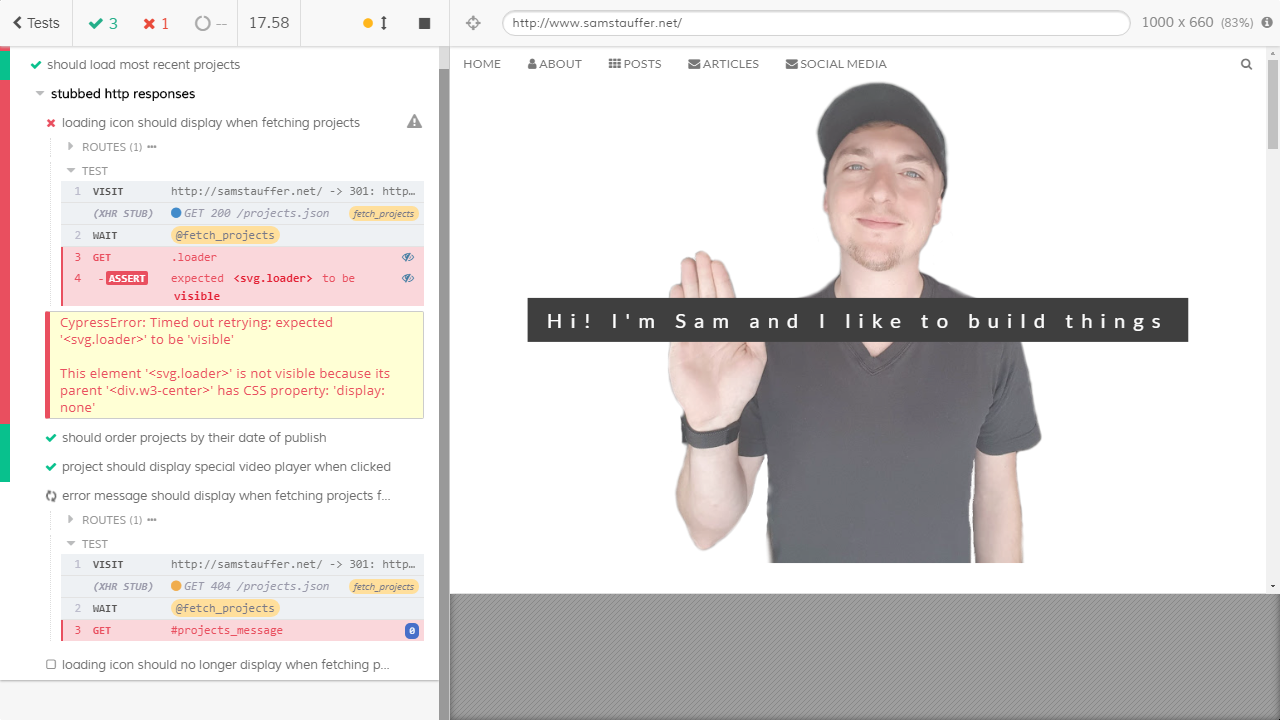 Tests 3 1 -- 17.58
http://www.samstauffer.net/ 1000 x 660 (83%)
should load most recent projects
stubbed http responses
loading icon should display when fetching projects
ROUTES (1)
TEST
1 VISIT http://samstauffer.net/ -> 301: http…
(XHR STUB) GET 200 /projects.json fetch_projects
2 WAIT @fetch_projects
3 GET .loader
4 - ASSERT expected <svg.loader> to be
visible
CypressError: Timed out retrying: expected
'<svg.loader>' to be 'visible'
This element '<svg.loader>' is not visible because its
parent '<div.w3-center>' has CSS property: 'display:
none'
should order projects by their date of publish
project should display special video player when clicked
error message should display when fetching projects f...
ROUTES (1)
TEST
1 VISIT http://samstauffer.net/ -> 301: http…
(XHR STUB) GET 404 /projects.json fetch_projects
2 WAIT @fetch_projects
3 GET #projects_message 0
loading icon should no longer display when fetching p...
HOME ABOUT POSTS ARTICLES SOCIAL MEDIA
Hi! I'm Sam and I like to build things